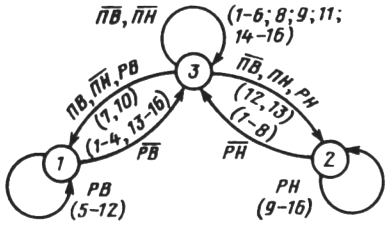 П̅В̅, П̅Н̅
(1-6; 8; 9; 11;
14-16)
3
ПВ, П̅Н̅, РВ
(7, 10)
(1-4, 13-16)
Р̅В̅
П̅В̅, ПН, РН
(12, 13)
(1-8)
Р̅Н̅
1
РВ
(5-12)
2
РН
(9-16)